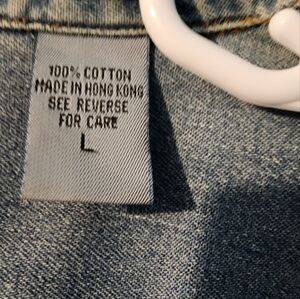 100% COTTON
MADE IN HONG KONG
SEE REVERSE
FOR CARE
L